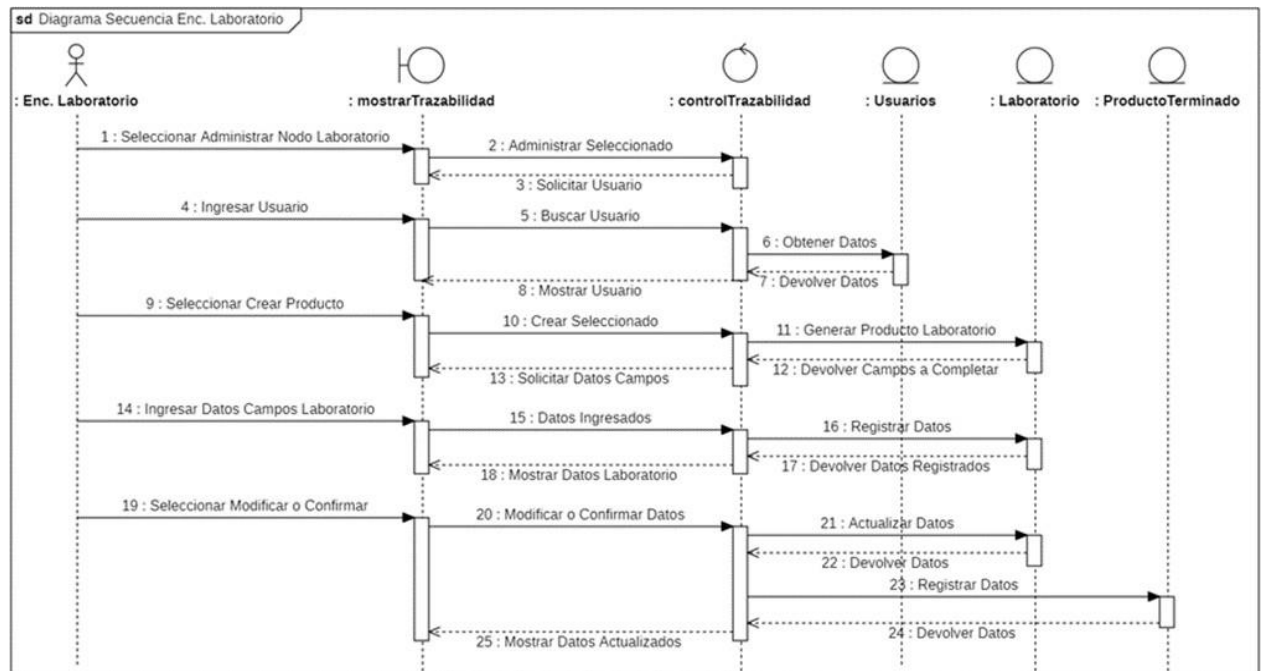 sd Diagrama Secuencia Enc. Laboratorio
: Enc. Laboratorio
: mostrarTrazabilidad
: controlTrazabilidad
: Usuarios
: Laboratorio
: ProductoTerminado
1 : Seleccionar Administrar Nodo Laboratorio
2 : Administrar Seleccionado
3 : Solicitar Usuario
4 : Ingresar Usuario
5 : Buscar Usuario
6 : Obtener Datos
7 : Devolver Datos
8 : Mostrar Usuario
9 : Seleccionar Crear Producto
10 : Crear Seleccionado
11 : Generar Producto Laboratorio
12 : Devolver Campos a Completar
13 : Solicitar Datos Campos
14 : Ingresar Datos Campos Laboratorio
15 : Datos Ingresados
16 : Registrar Datos
17 : Devolver Datos Registrados
18 : Mostrar Datos Laboratorio
19 : Seleccionar Modificar o Confirmar
20 : Modificar o Confirmar Datos
21 : Actualizar Datos
22 : Devolver Datos
23 : Registrar Datos
24 : Devolver Datos
25 : Mostrar Datos Actualizados